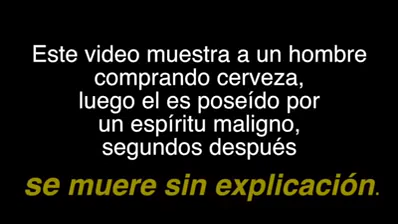 Este video muestra a un hombre
comprando cerveza,
luego el es poseído por
un espíritu maligno,
segundos después
se muere sin explicación.